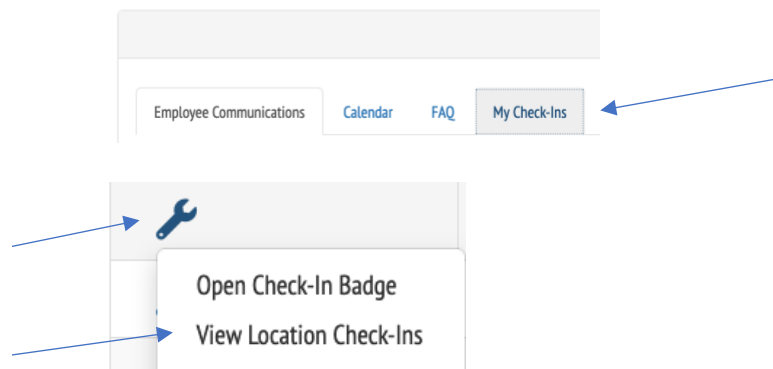 Employee Communications Calendar FAQ My Check-Ins
Open Check-In Badge
View Location Check-Ins